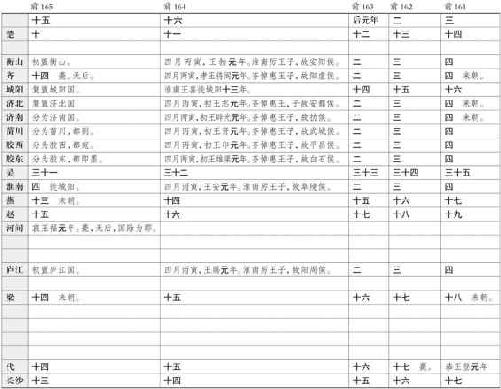 前165 前164 前163 前162 前161
十五 十六 后元年 二 三
楚 十 十一 十二 十三 十四
衡山 初置衡山。 四月丙寅,王勃元年。淮南厉王子,故安阳侯。 二 三 四
齐 十四 薨。无后。 四月丙寅,孝王将闾元年。齐悼惠王子,故阳虚侯。 二 三 四 来朝。
城阳 复置城阳国。 淮南王喜徙城阳十三年。 十四 十五 十六
济北 复置济北国 四月丙寅,初王志元年。齐悼惠王子,故安都侯。 二 三 四 来朝。
济南 分为济南国。 四月丙寅,初王辟光元年。齐悼惠王子,故扐侯。 二 三 四 来朝。
菑川 分为菑川,都剧。 四月丙寅,初王贤元年。齐悼惠王子,故武城侯。 二 三 四
胶西 分为胶西,都宛。 四月丙寅,初王卬元年。齐悼惠王子,故平昌侯。 二 三 四
胶东 分为胶东,都即墨。 四月丙寅,初王雄渠元年。齐悼惠王子,故白石侯。 二 三 四
吴 三十一 三十二 三十三 三十四 三十五
淮南 四 徙城阳。 四月丙寅,王安元年。淮南厉王子,故阜陵侯。 二 三 四
燕 十三 来朝。 十四 十五 十六 十七
赵 十五 十六 十七 十八 十九
河间 哀王福元年。薨,无后,国除为郡。
庐江 初置庐江国。 四月丙寅,王赐元年。淮南厉王子,故阳周侯。 二 三 四
梁 十四 来朝。 十五 十六 十七 十八 来朝。
代 十四 十五 十六 十七 薨。 恭王登元年
长沙 十三 十四 十五 十六 十七